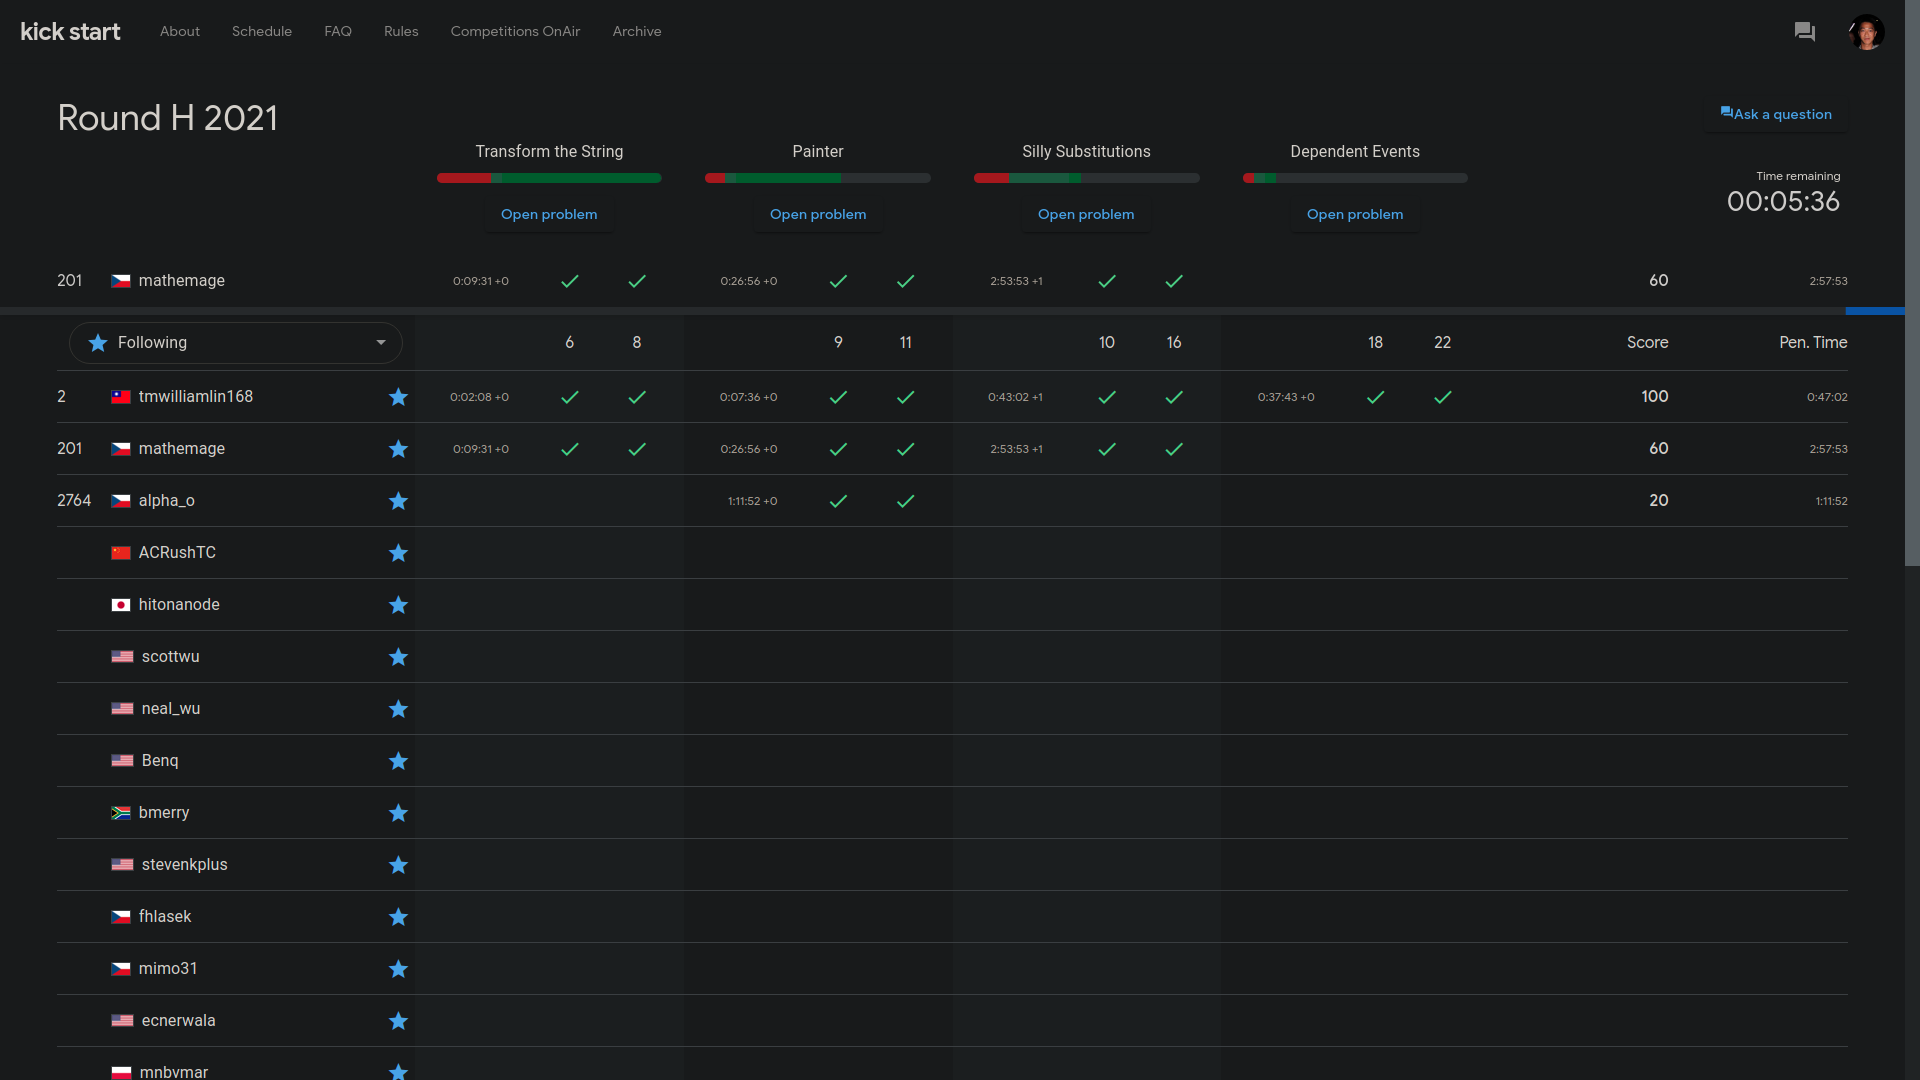 kick start About Schedule FAQ Rules Competitions OnAir Archive
Round H 2021
Ask a question
Transform the String Painter Silly Substitutions Dependent Events
Time remaining
00:05:36
Open problem Open problem Open problem Open problem
201 mathemage 0:09:31 +0 0:26:56 +0 2:53:53 +1 60 2:57:53
Following 6 8 9 11 10 16 18 22 Score Pen. Time
2 tmwilliamlin168 0:02:08 +0 0:07:36 +0 0:43:02 +1 0:37:43 +0 100 0:47:02
201 mathemage 0:09:31 +0 0:26:56 +0 2:53:53 +1 60 2:57:53
2764 alpha_o 1:11:52 +0 20 1:11:52
ACRushTC
hitonanode
scottwu
neal_wu
Benq
bmerry
stevenkplus
fhlasek
mimo31
ecnerwala
mnbvmar